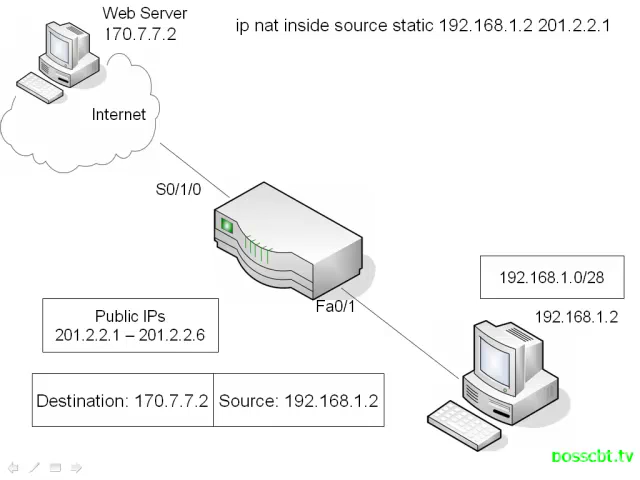 Web Server
170.7.7.2
ip nat inside source static 192.168.1.2 201.2.2.1
Internet
S0/1/0
192.168.1.0/28
Fa0/1
Public IPs
201.2.2.1 – 201.2.2.6
192.168.1.2
Destination: 170.7.7.2
Source: 192.168.1.2
Dosscbt.tv